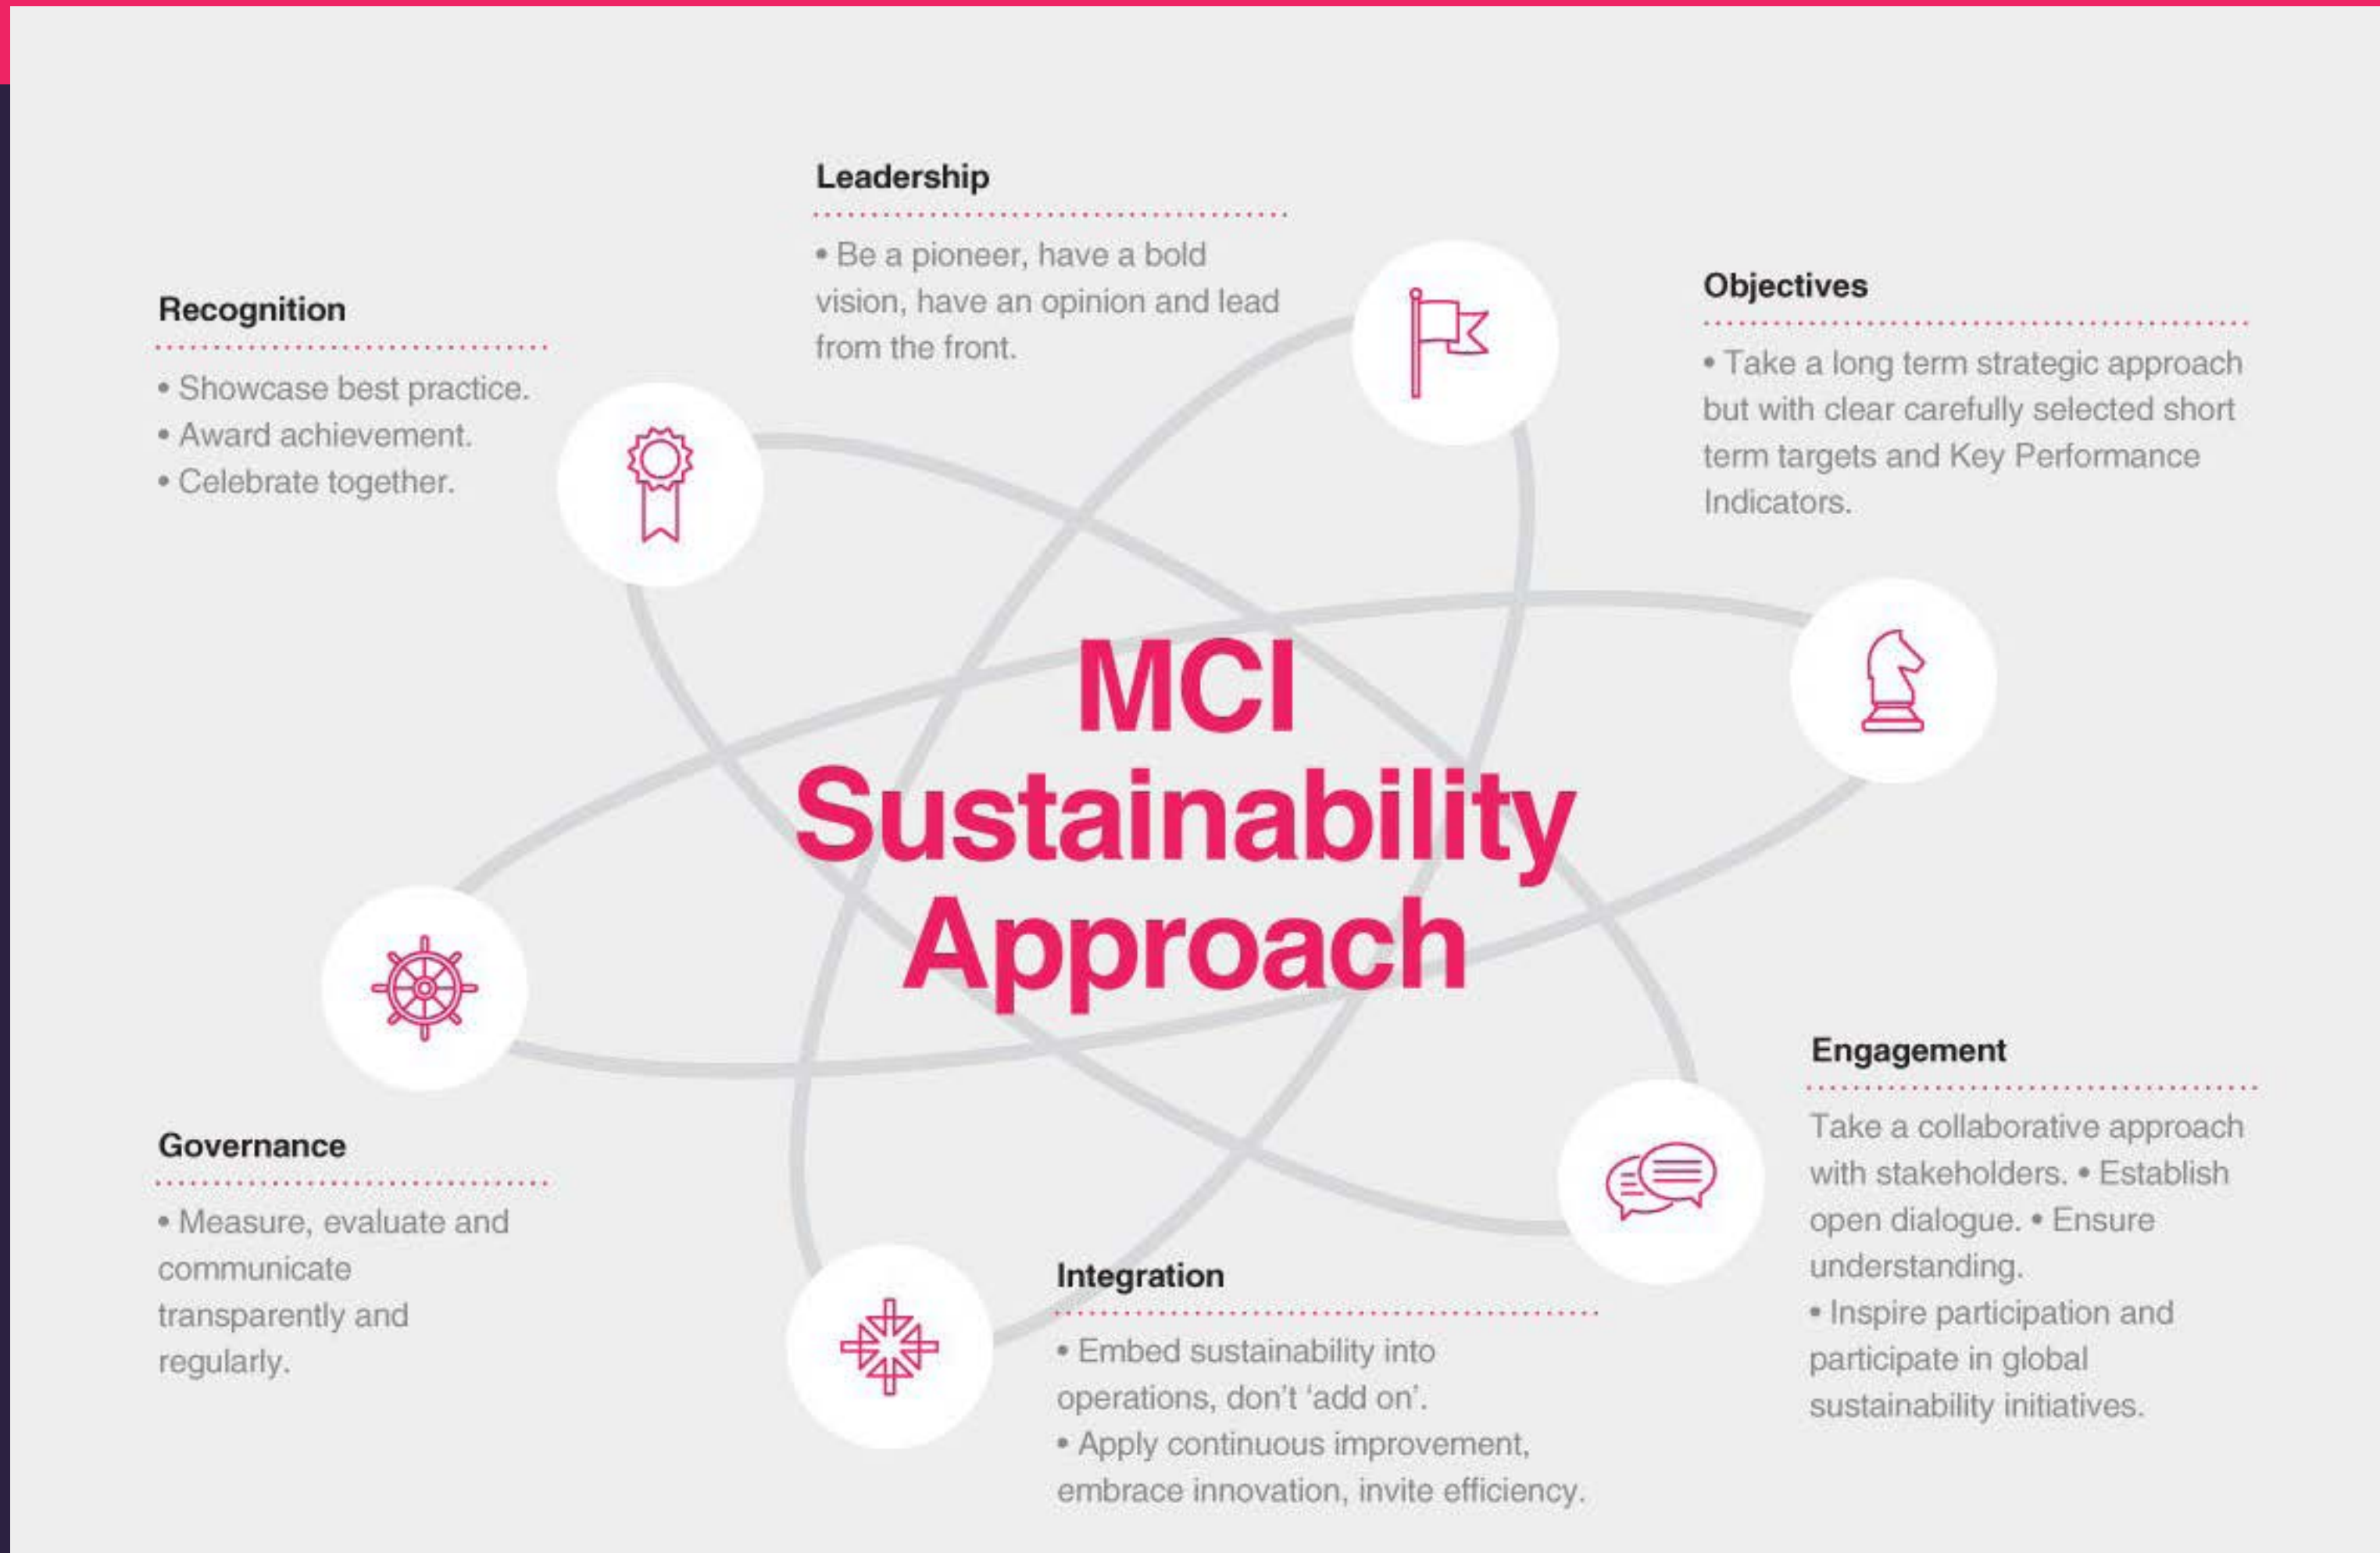 Leadership
• Be a pioneer, have a bold
vision, have an opinion and lead
from the front.
Objectives
• Take a long term strategic approach
but with clear carefully selected short
term targets and Key Performance
Indicators.
Recognition
• Showcase best practice.
• Award achievement.
• Celebrate together.
MCI
Sustainability
Approach
Engagement
Take a collaborative approach
with stakeholders. • Establish
open dialogue. • Ensure
understanding.
• Inspire participation and
participate in global
sustainability initiatives.
Governance
• Measure, evaluate and
communicate
transparently and
regularly.
Integration
• Embed sustainability into
operations, don't ‘add on’.
• Apply continuous improvement,
embrace innovation, invite efficiency.